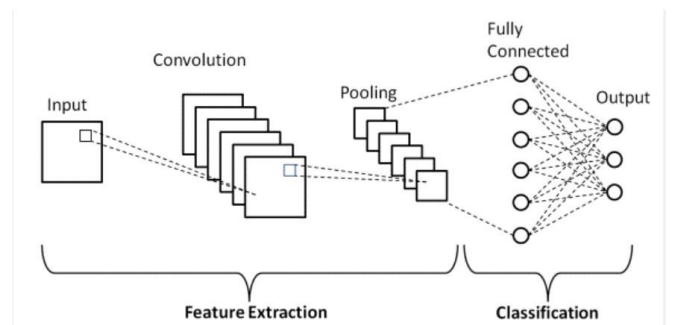 Fully
Connected
Convolution
Pooling
Output
Input
Feature Extraction
Classification